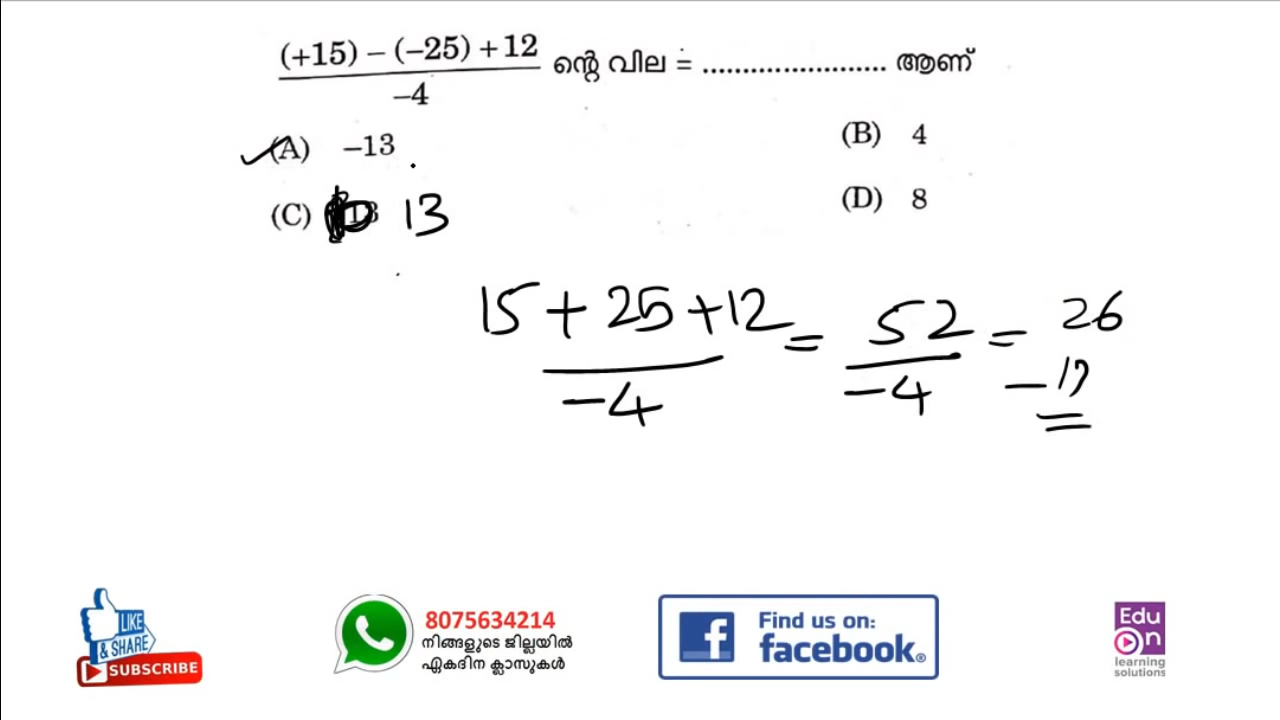 (+15) – (–25) + 12
–4
ന്റെ വില = ........................ ആണ്
(A) –13
(B) 4
(C) 13
(D) 8
15 + 25 + 12 = 52 = 26
–4 –4
LIKE
& SHARE
SUBSCRIBE
8075634214
നിങ്ങളുടെ ജില്ലയിൽ
ഏകദിന ക്ലാസുകൾ
Find us on:
facebook®
Edu
On
learning
solutions